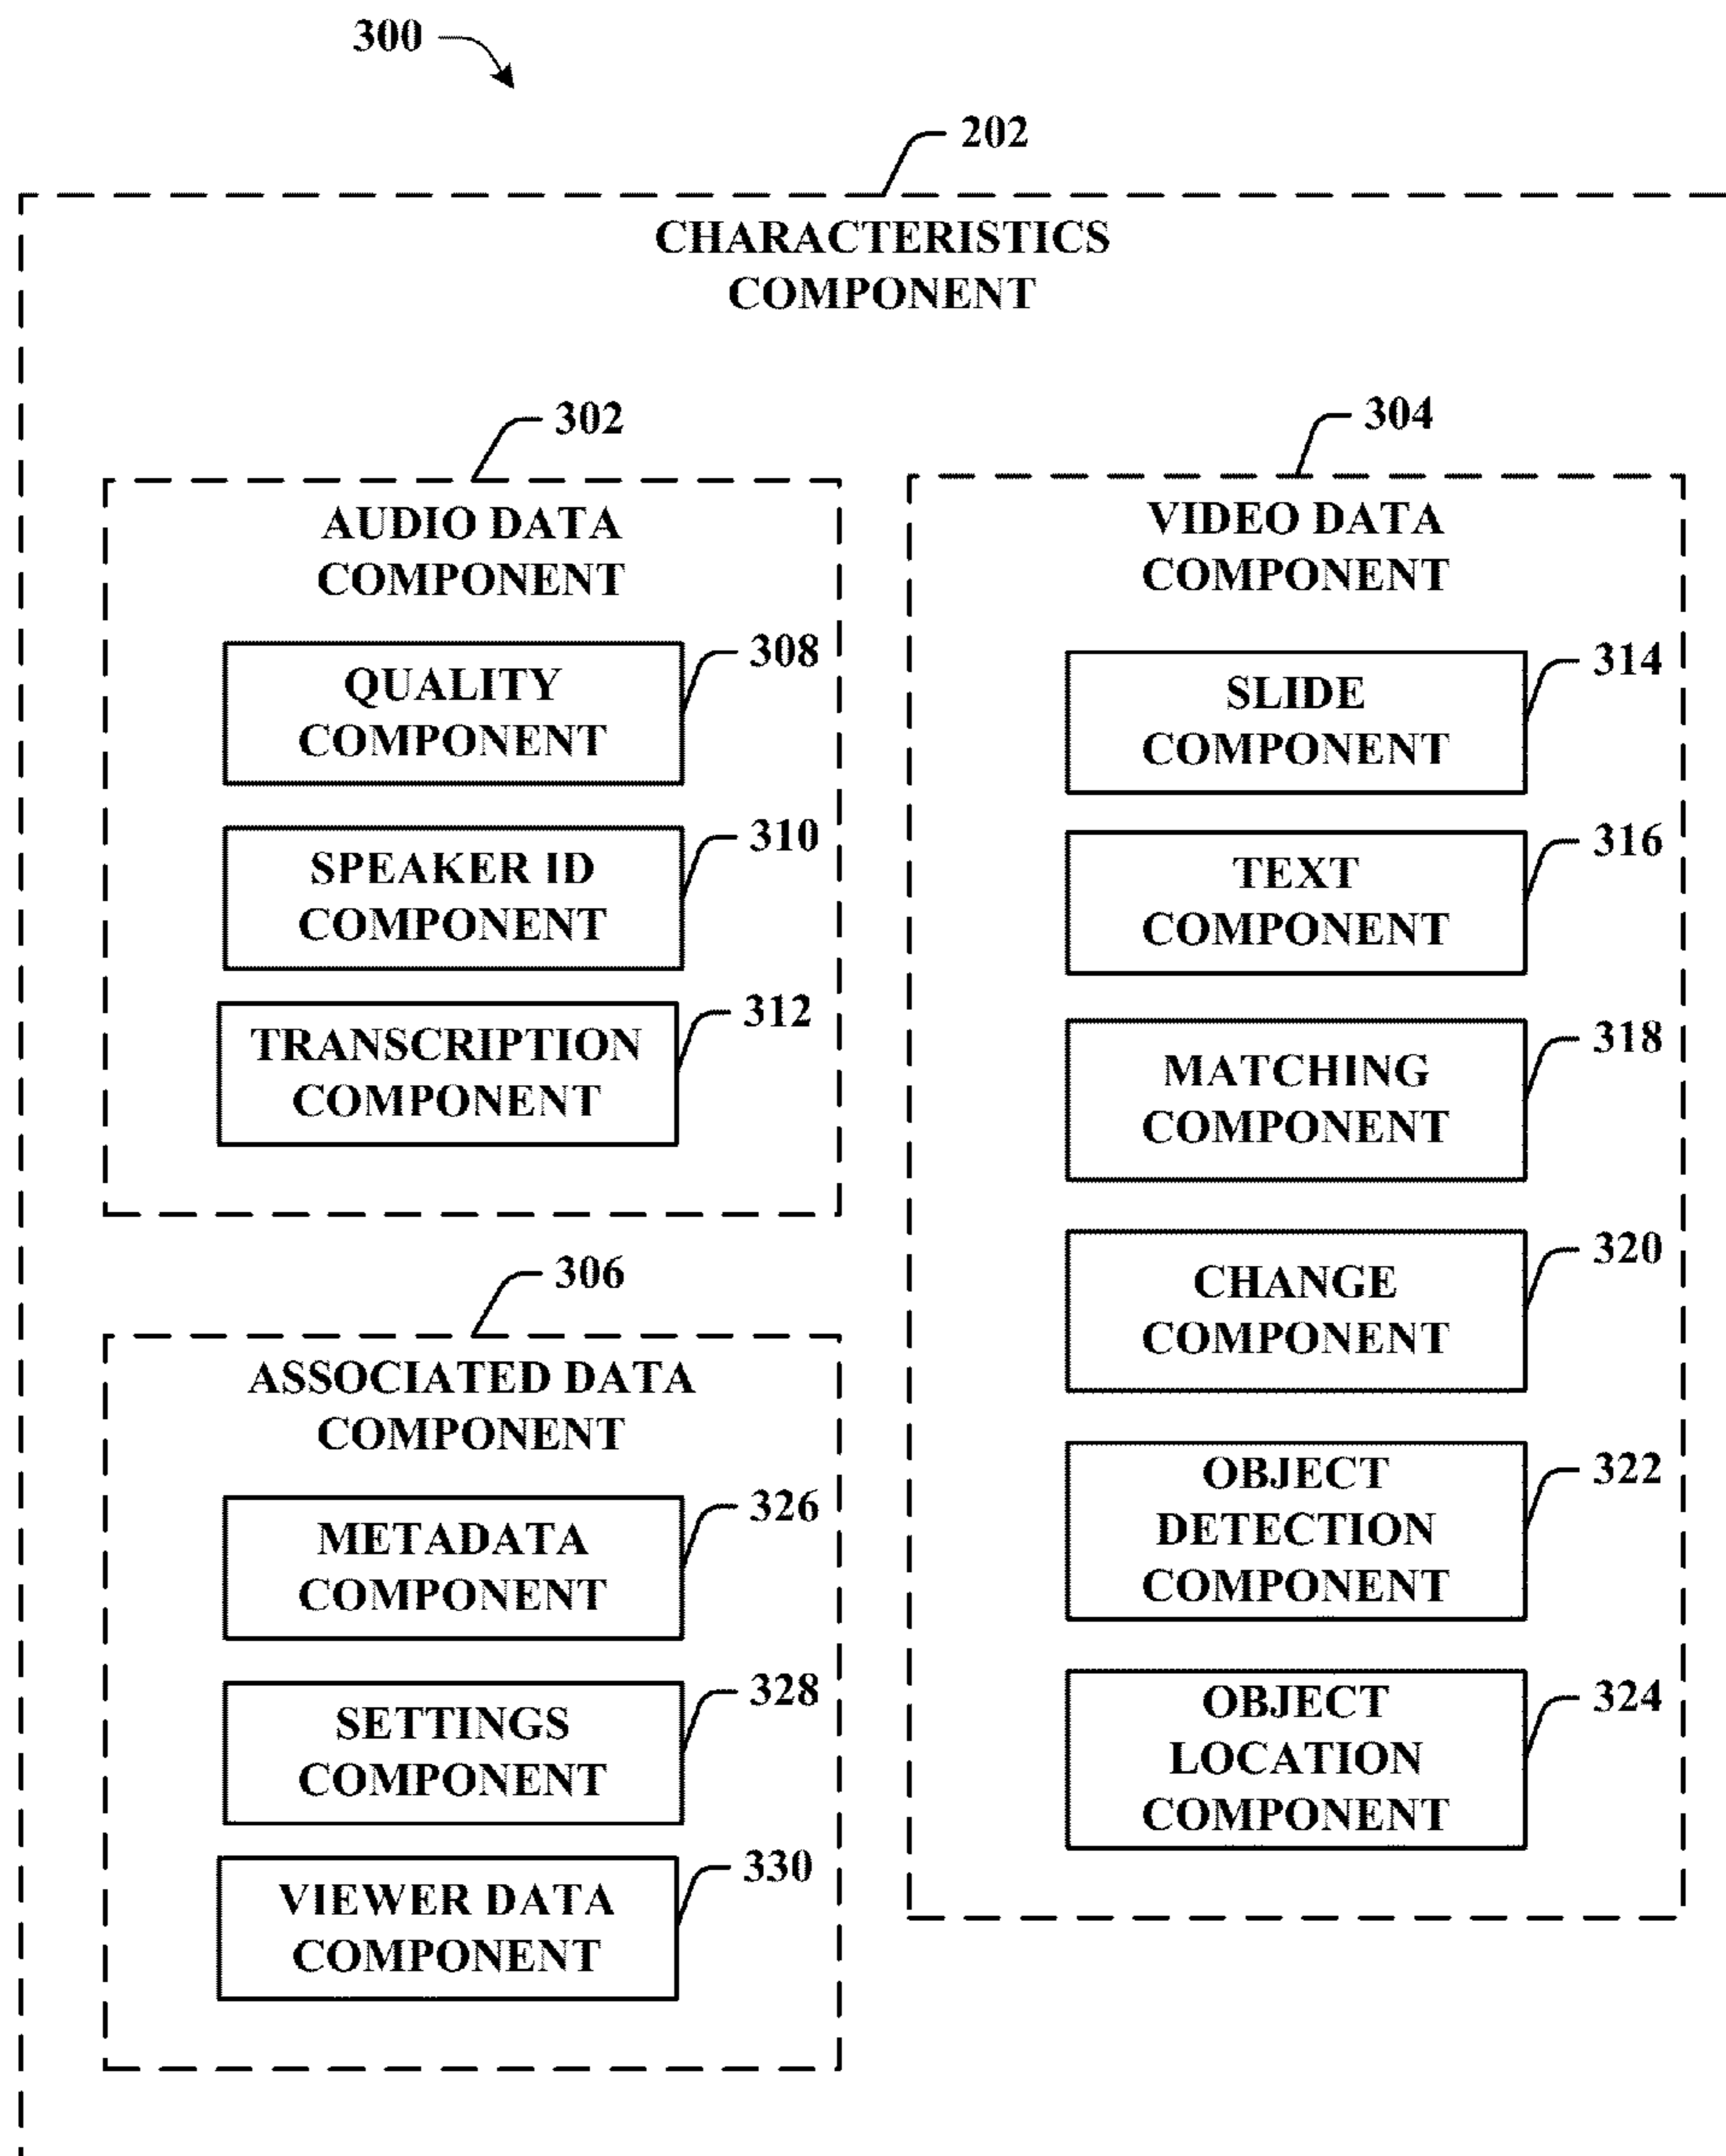 300
202
CHARACTERISTICS
COMPONENT
302
AUDIO DATA
COMPONENT
308
QUALITY
COMPONENT
310
SPEAKER ID
COMPONENT
312
TRANSCRIPTION
COMPONENT
306
ASSOCIATED DATA
COMPONENT
326
METADATA
COMPONENT
328
SETTINGS
COMPONENT
330
VIEWER DATA
COMPONENT
304
VIDEO DATA
COMPONENT
314
SLIDE
COMPONENT
316
TEXT
COMPONENT
318
MATCHING
COMPONENT
320
CHANGE
COMPONENT
322
OBJECT
DETECTION
COMPONENT
324
OBJECT
LOCATION
COMPONENT